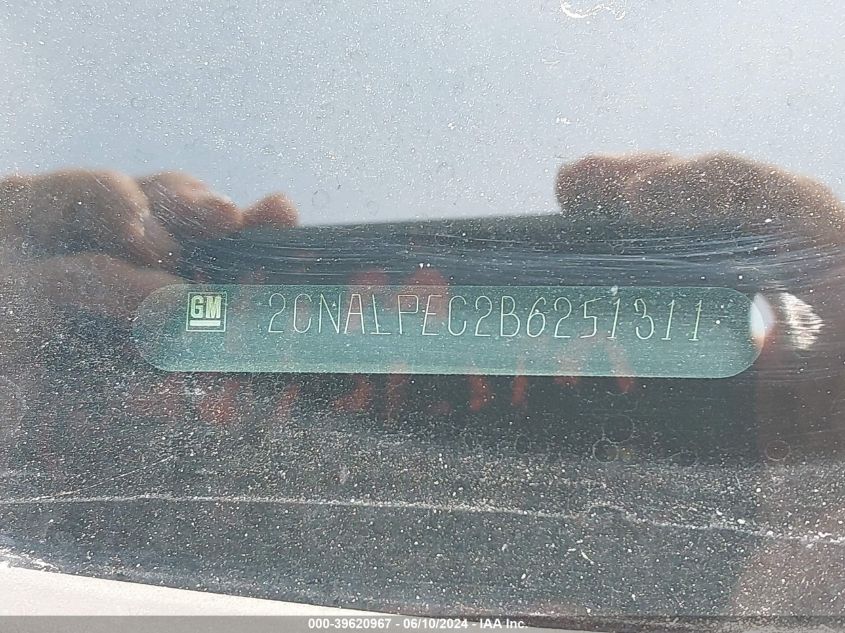 GM 2CNALPEC2B6251311
000-39620967 - 06/10/2024 - IAA Inc.